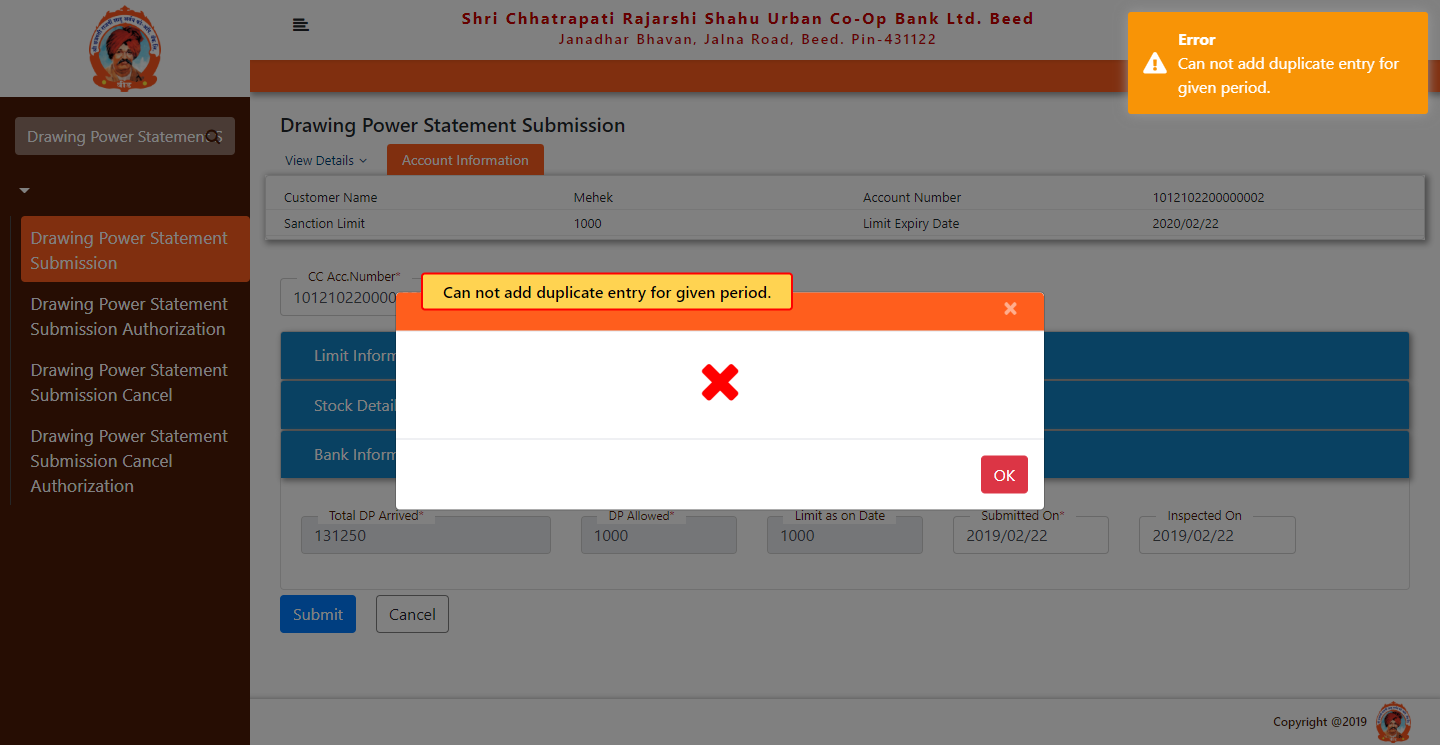 Shri Chhatrapati Rajarshi Shahu Urban Co-Op Bank Ltd. Beed
Janadhar Bhavan, Jalna Road, Beed. Pin-431122
Error
Can not add duplicate entry for
given period.
Drawing Power Statement
Drawing Power Statement
Submission
Drawing Power Statement
Submission Authorization
Drawing Power Statement
Submission Cancel
Drawing Power Statement
Submission Cancel
Authorization
Drawing Power Statement Submission
View Details
Account Information
Customer Name Mehek Account Number 1012102200000002
Sanction Limit 1000 Limit Expiry Date 2020/02/22
CC Acc.Number*
101210220000
Can not add duplicate entry for given period.
×
Limit Inform
Stock Detail
Bank Inform
OK
Total DP Arrived* DP Allowed* Limit as on Date Submitted On* Inspected On
131250 1000 1000 2019/02/22 2019/02/22
Submit Cancel
Copyright @2019